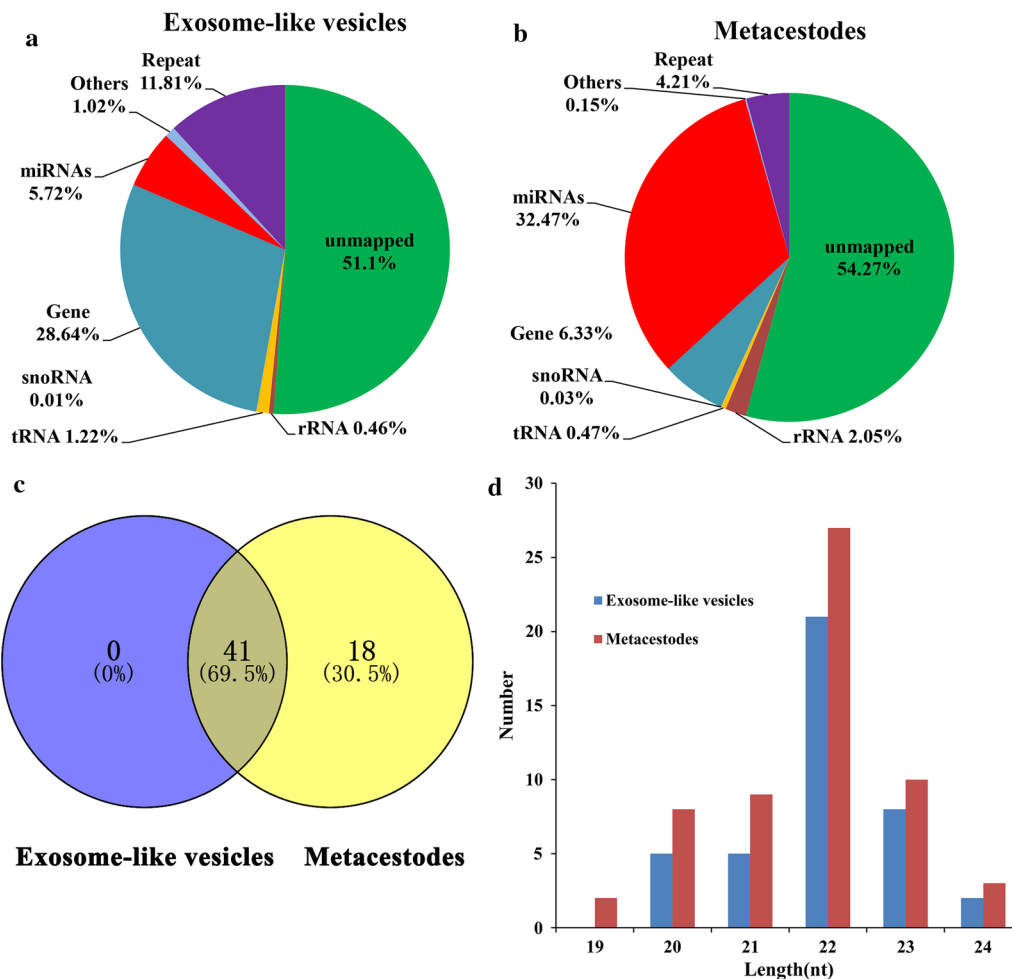 a
Exosome-like vesicles
Repeat
11.81%
Others
1.02%
miRNAs
5.72%
unmapped
51.1%
Gene
28.64%
snoRNA
0.01%
tRNA 1.22%
rRNA 0.46%
b
Metacestodes
Repeat
4.21%
Others
0.15%
miRNAs
32.47%
unmapped
54.27%
Gene 6.33%
snoRNA
0.03%
tRNA 0.47%
rRNA 2.05%
c
0
(0%)
41
(69.5%)
18
(30.5%)
Exosome-like vesicles
Metacestodes
d
30
25
20
15
10
5
0
Number
Exosome-like vesicles
Metacestodes
19 20 21 22 23 24
Length(nt)